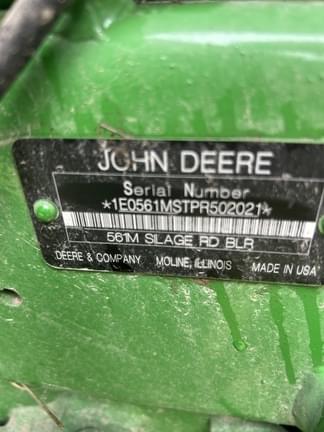 JOHN DEERE
Serial Number
*1E0561MSTPR502021*
561M SILAGE RD BLR
DEERE & COMPANY MOLINE, ILLINOIS MADE IN USA